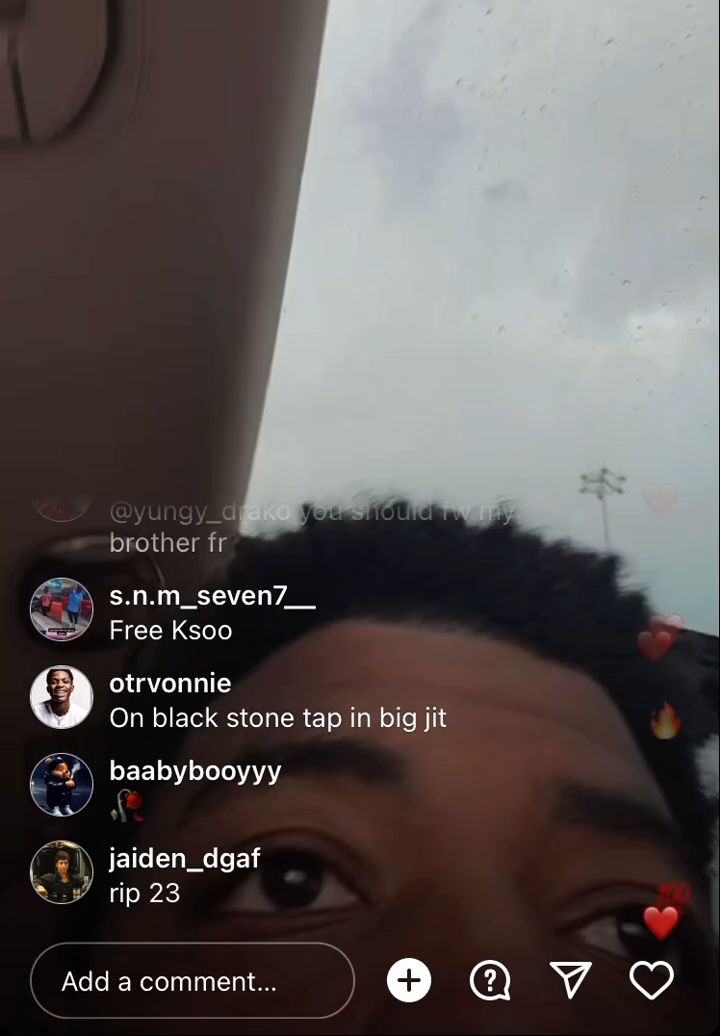 @yungy_drako you should fw my
brother fr
s.n.m_seven7__
Free Ksoo
otrvonnie
On black stone tap in big jit
baabybooyyy
🥀
jaiden_dgaf
rip 23
💯
Add a comment...